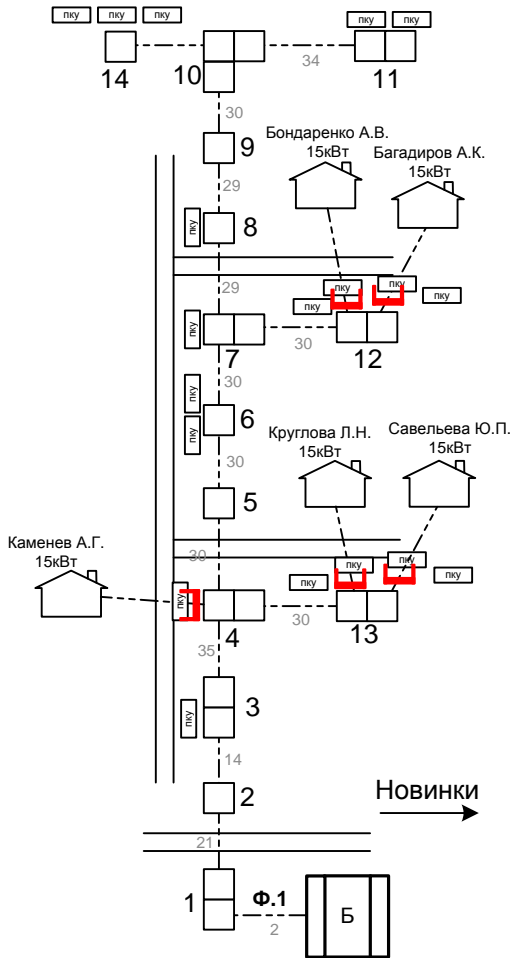 пку пку пку
пку пку
14
10
34
11
30
9
Бондаренко А.В.
15кВт
Багадиров А.К.
15кВт
29
пку
8
29
пку
пку
пку
пку
пку
7
30
12
30
пку
пку
6
30
Круглова Л.Н.
15кВт
Савельева Ю.П.
15кВт
5
Каменев А.Г.
15кВт
30
пку
пку
пку
пку
пку
4
30
13
35
пку
3
14
2
Новинки
21
1
Ф.1
2
Б